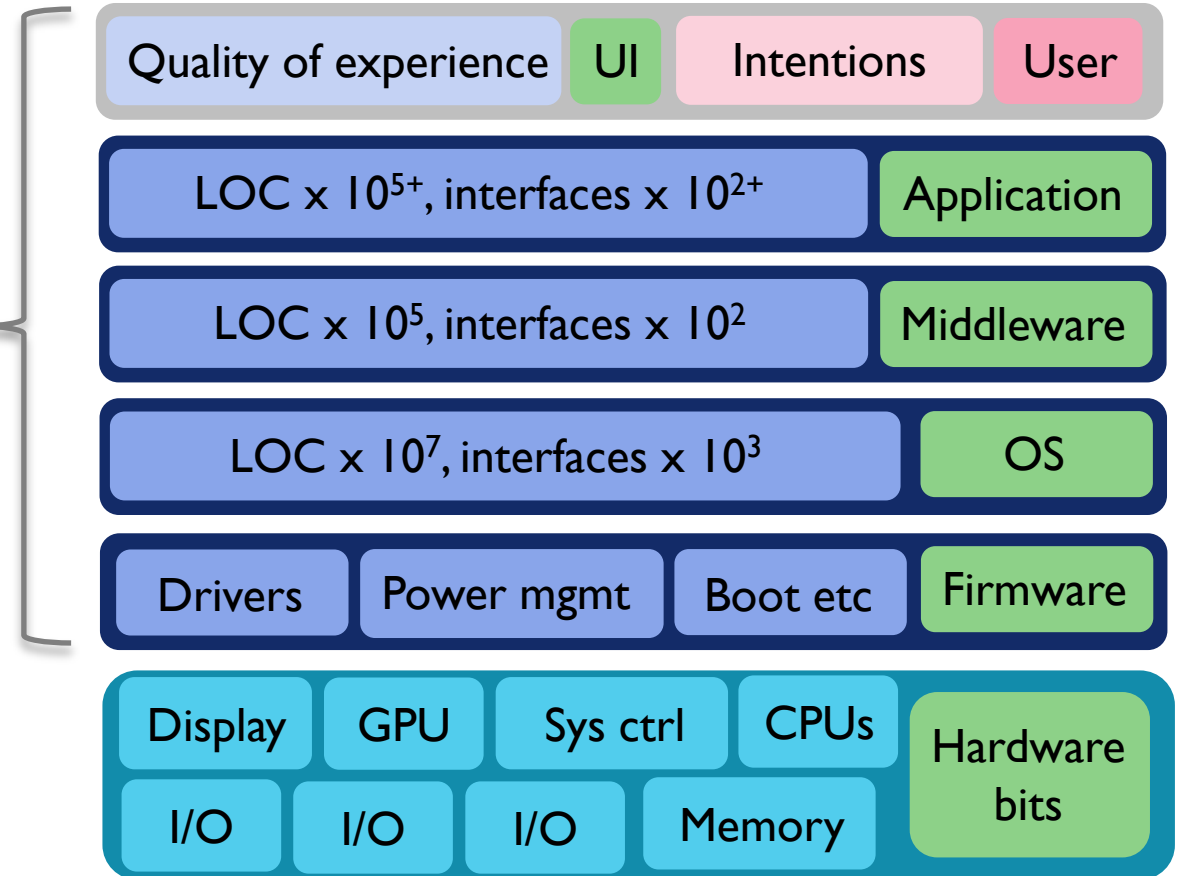 Quality of experience UI Intentions User
LOC x 10⁵⁺, interfaces x 10²⁺ Application
LOC x 10⁵, interfaces x 10² Middleware
LOC x 10⁷, interfaces x 10³ OS
Drivers Power mgmt Boot etc Firmware
Display GPU Sys ctrl CPUs
Hardware
bits
I/O I/O I/O Memory